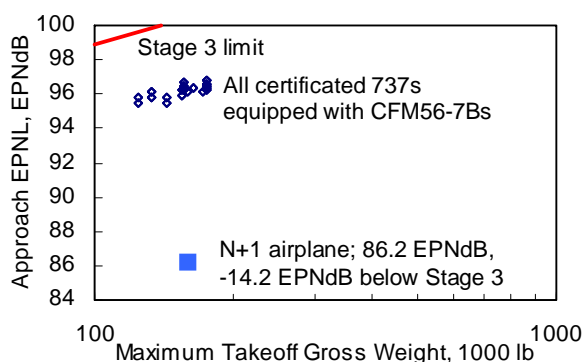 100
98
96
94
92
90
88
86
84
Approach EPNL, EPNdB
Stage 3 limit
All certificated 737s
equipped with CFM56-7Bs
N+1 airplane; 86.2 EPNdB,
-14.2 EPNdB below Stage 3
100
1000
Maximum Takeoff Gross Weight, 1000 lb